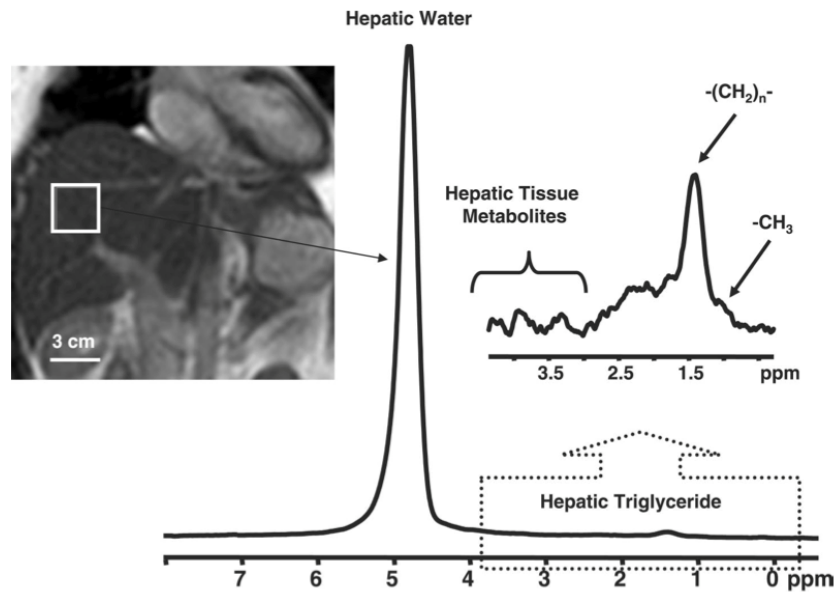 Hepatic Water
-(CH₂)ₙ-
Hepatic Tissue
Metabolites
-CH₃
3 cm
3.5 2.5 1.5 ppm
Hepatic Triglyceride
7 6 5 4 3 2 1 0 ppm